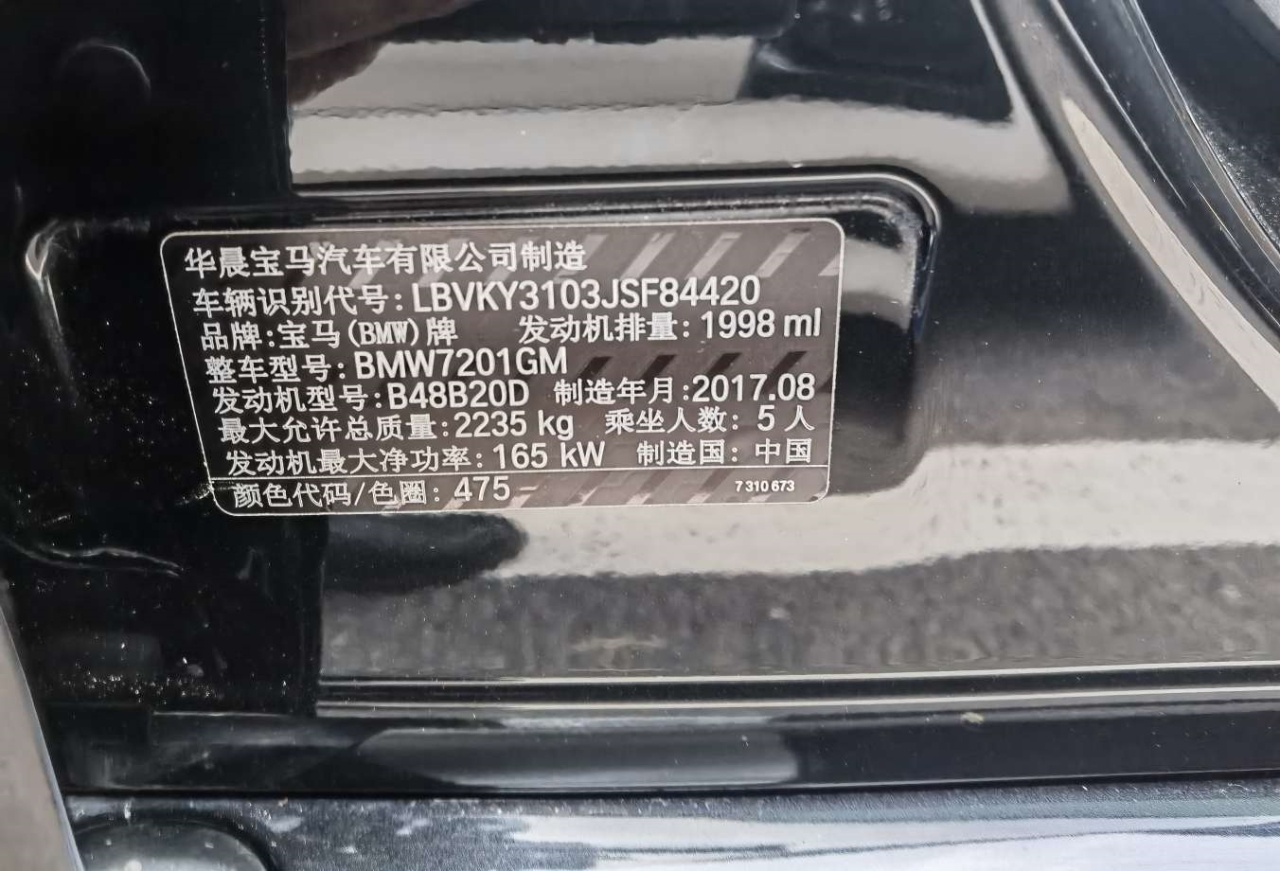 华晨宝马汽车有限公司制造
车辆识别代号:LBVKY3103JSF84420
品牌:宝马(BMW)牌 发动机排量:1998 ml
整车型号:BMW7201GM
发动机型号:B48B20D 制造年月:2017.08
最大允许总质量:2235 kg 乘坐人数: 5 人
发动机最大净功率:165 kW 制造国: 中国
颜色代码/色圈: 475 7 310 673